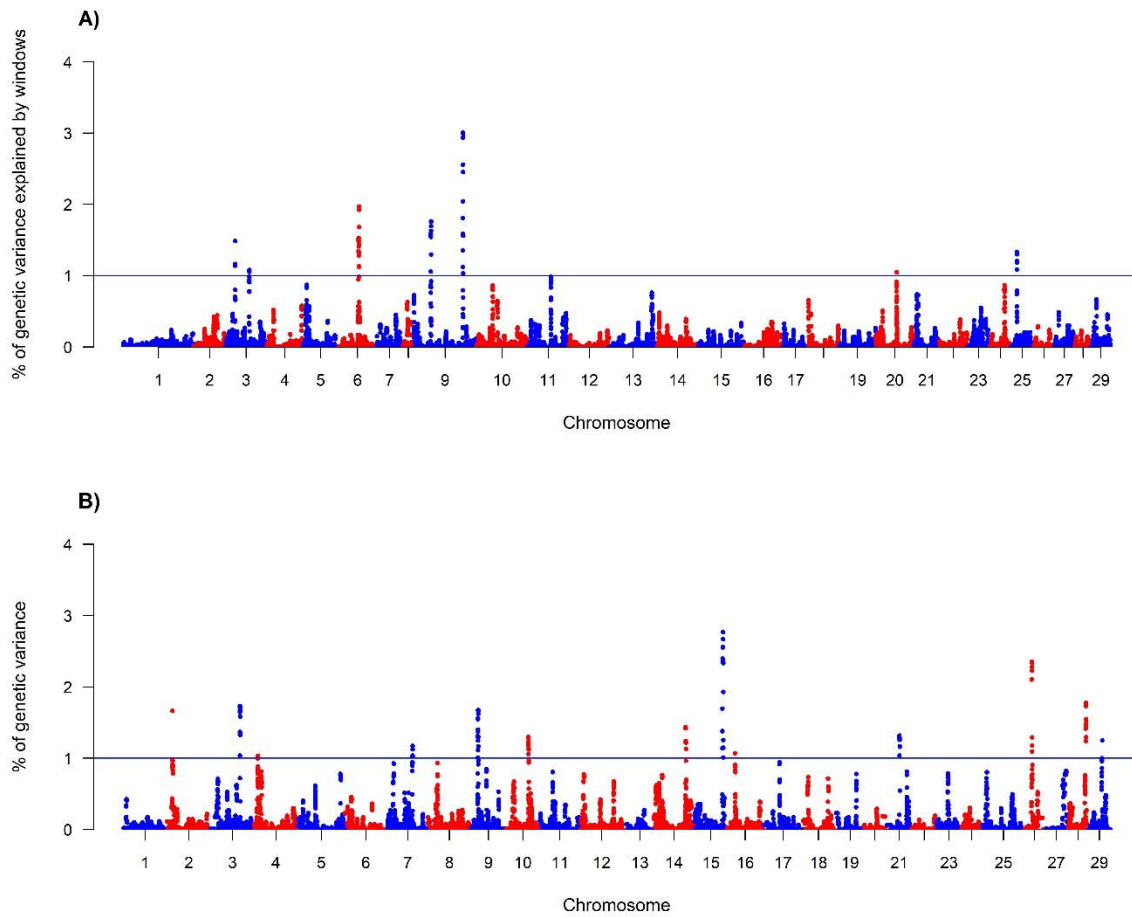 A)
% of genetic variance explained by windows
4
3
2
1
0
1 2 3 4 5 6 7 9 10 11 12 13 14 15 16 17 19 20 21 23 25 27 29
Chromosome
B)
% of genetic variance
4
3
2
1
0
1 2 3 4 5 6 7 8 9 10 11 12 13 14 15 16 17 18 19 21 23 25 27 29
Chromosome